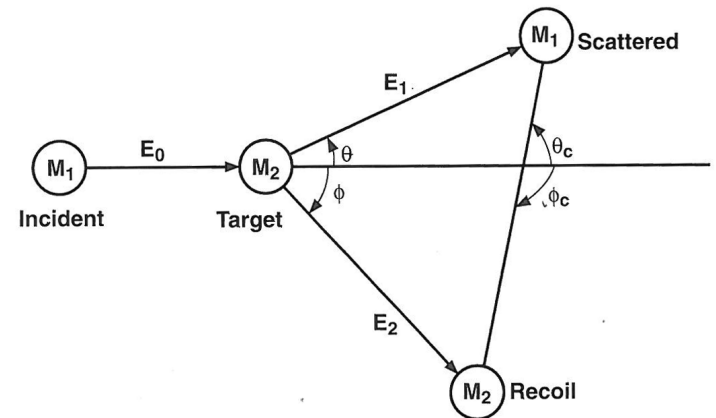 M₁ Scattered
E₁
E₀
θ
θc
M₁
M₂
ϕ
ϕc
Incident
Target
E₂
M₂ Recoil